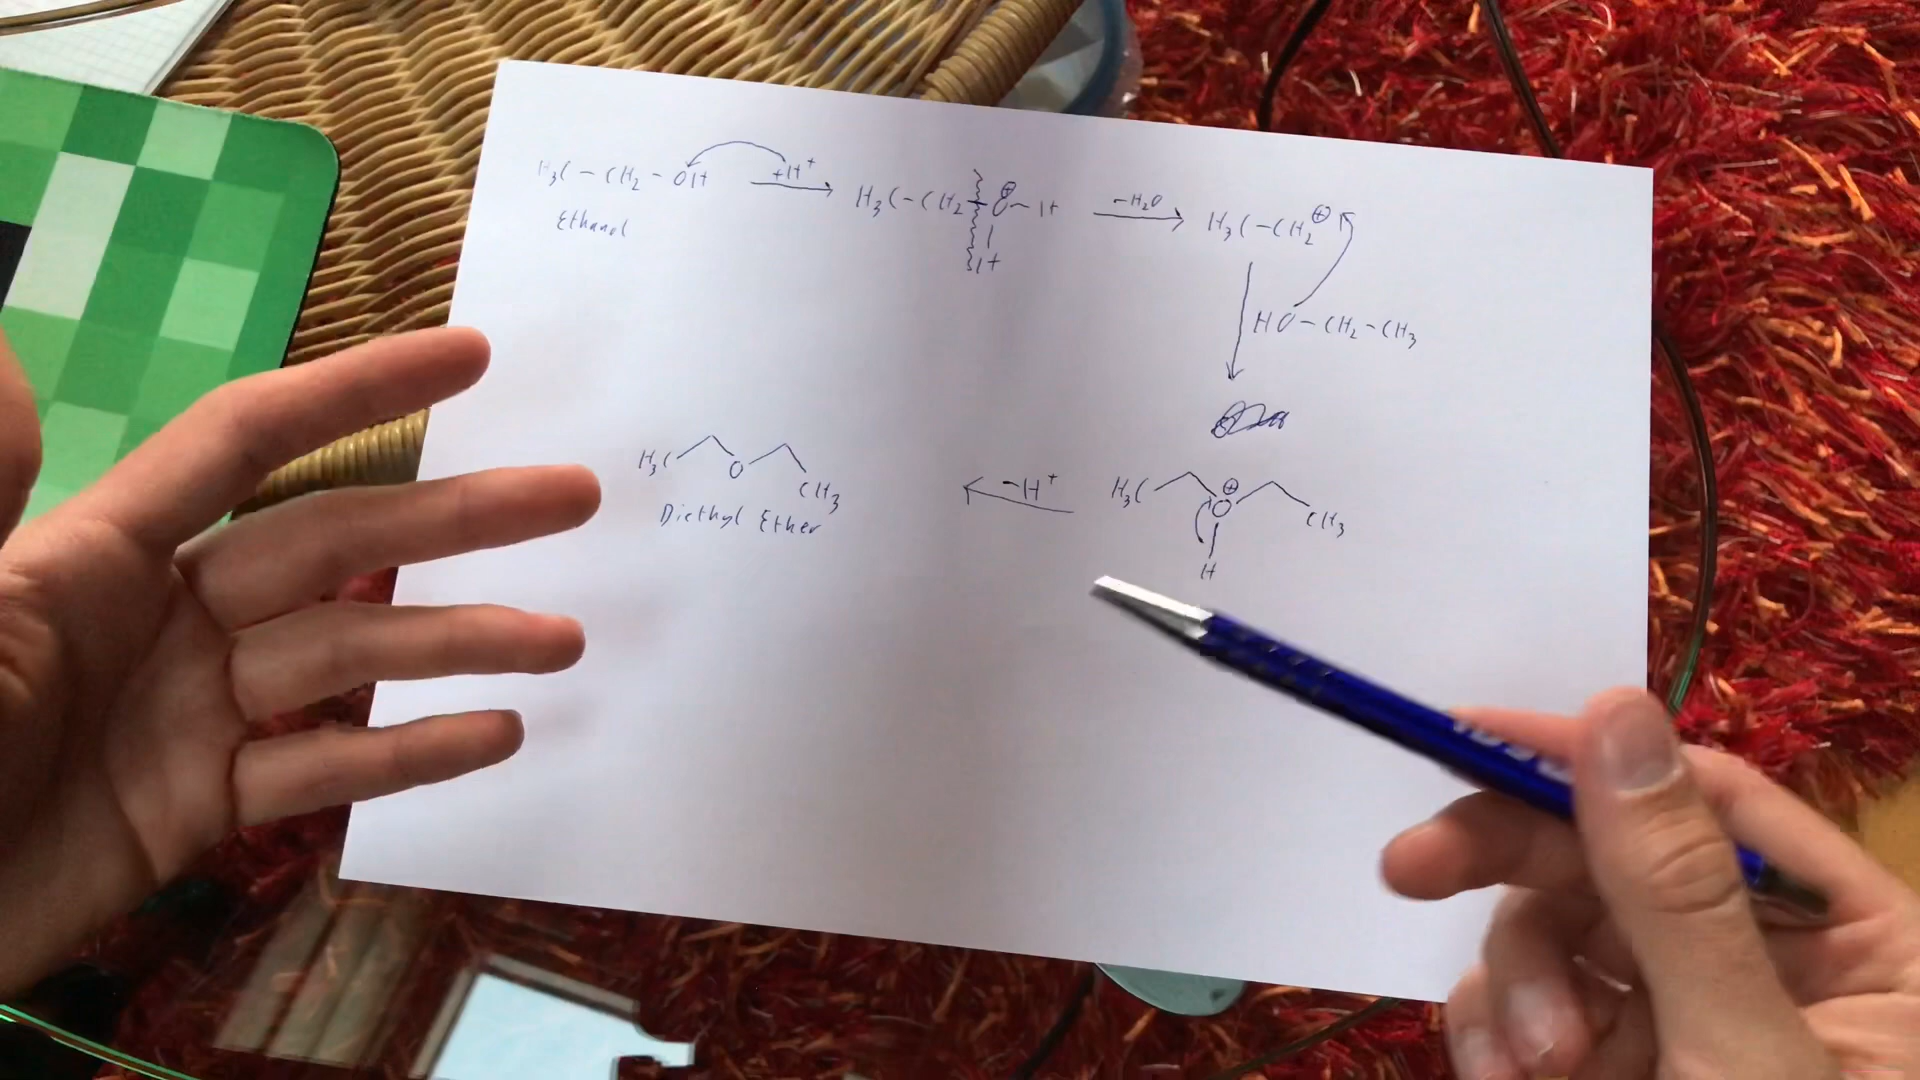 H₃C-CH₂-OH +H⁺ H₃C-CH₂ O⊕-H -H₂O H₃C-CH₂⊕
H
Ethanol
HO-CH₂-CH₃
H₃C O CH₃ -H⁺ H₃C O⊕ CH₃
H
Diethyl Ether